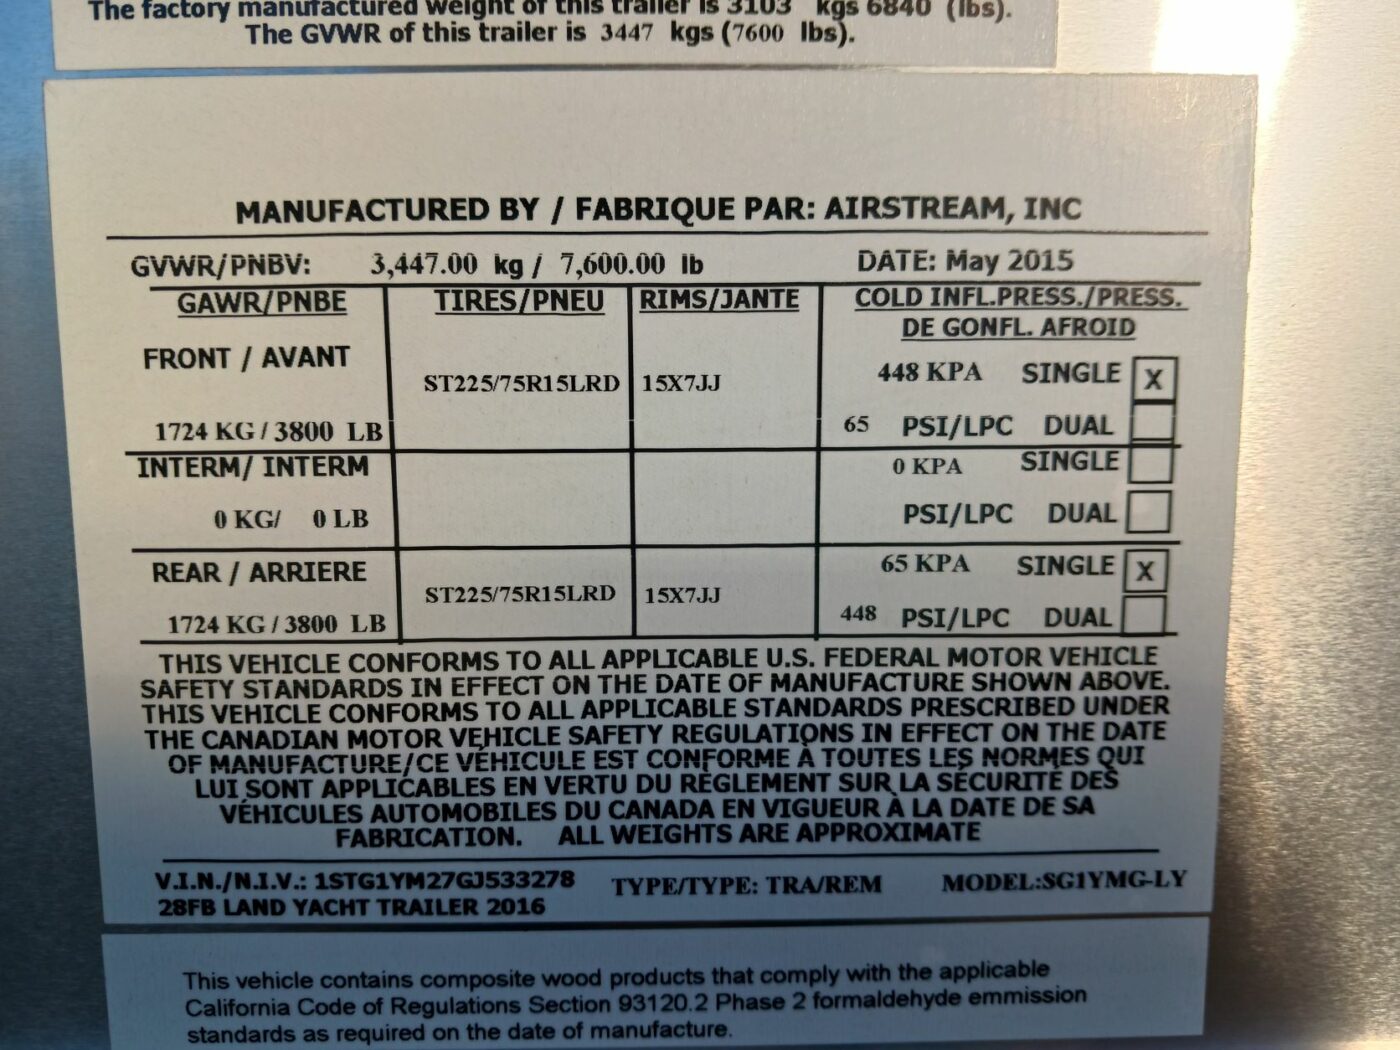 The factory manufactured weight of this trailer is 3103 kgs 6840 (lbs).
The GVWR of this trailer is 3447 kgs (7600 lbs).
MANUFACTURED BY / FABRIQUE PAR: AIRSTREAM, INC
GVWR/PNBV: 3,447.00 kg / 7,600.00 lb DATE: May 2015
GAWR/PNBE TIRES/PNEU RIMS/JANTE COLD INFL.PRESS./PRESS.
DE GONFL. AFROID
FRONT / AVANT
ST225/75R15LRD 15X7JJ 448 KPA SINGLE X
1724 KG / 3800 LB 65 PSI/LPC DUAL
INTERM/ INTERM 0 KPA SINGLE
0 KG/ 0 LB PSI/LPC DUAL
REAR / ARRIERE 65 KPA SINGLE X
ST225/75R15LRD 15X7JJ
1724 KG / 3800 LB 448 PSI/LPC DUAL
THIS VEHICLE CONFORMS TO ALL APPLICABLE U.S. FEDERAL MOTOR VEHICLE
SAFETY STANDARDS IN EFFECT ON THE DATE OF MANUFACTURE SHOWN ABOVE.
THIS VEHICLE CONFORMS TO ALL APPLICABLE STANDARDS PRESCRIBED UNDER
THE CANADIAN MOTOR VEHICLE SAFETY REGULATIONS IN EFFECT ON THE DATE
OF MANUFACTURE/CE VÉHICULE EST CONFORME À TOUTES LES NORMES QUI
LUI SONT APPLICABLES EN VERTU DU RÈGLEMENT SUR LA SÉCURITÉ DES
VÉHICULES AUTOMOBILES DU CANADA EN VIGUEUR À LA DATE DE SA
FABRICATION. ALL WEIGHTS ARE APPROXIMATE
V.I.N./N.I.V.: 1STG1YM27GJ533278 TYPE/TYPE: TRA/REM MODEL:SG1YMG-LY
28FB LAND YACHT TRAILER 2016
This vehicle contains composite wood products that comply with the applicable
California Code of Regulations Section 93120.2 Phase 2 formaldehyde emmission
standards as required on the date of manufacture.